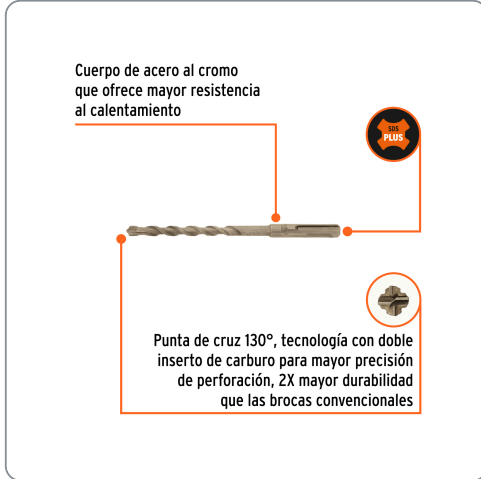 Cuerpo de acero al cromo
que ofrece mayor resistencia
al calentamiento
SDS
PLUS
Punta de cruz 130°, tecnología con doble
inserto de carburo para mayor precisión
de perforación, 2X mayor durabilidad
que las brocas convencionales